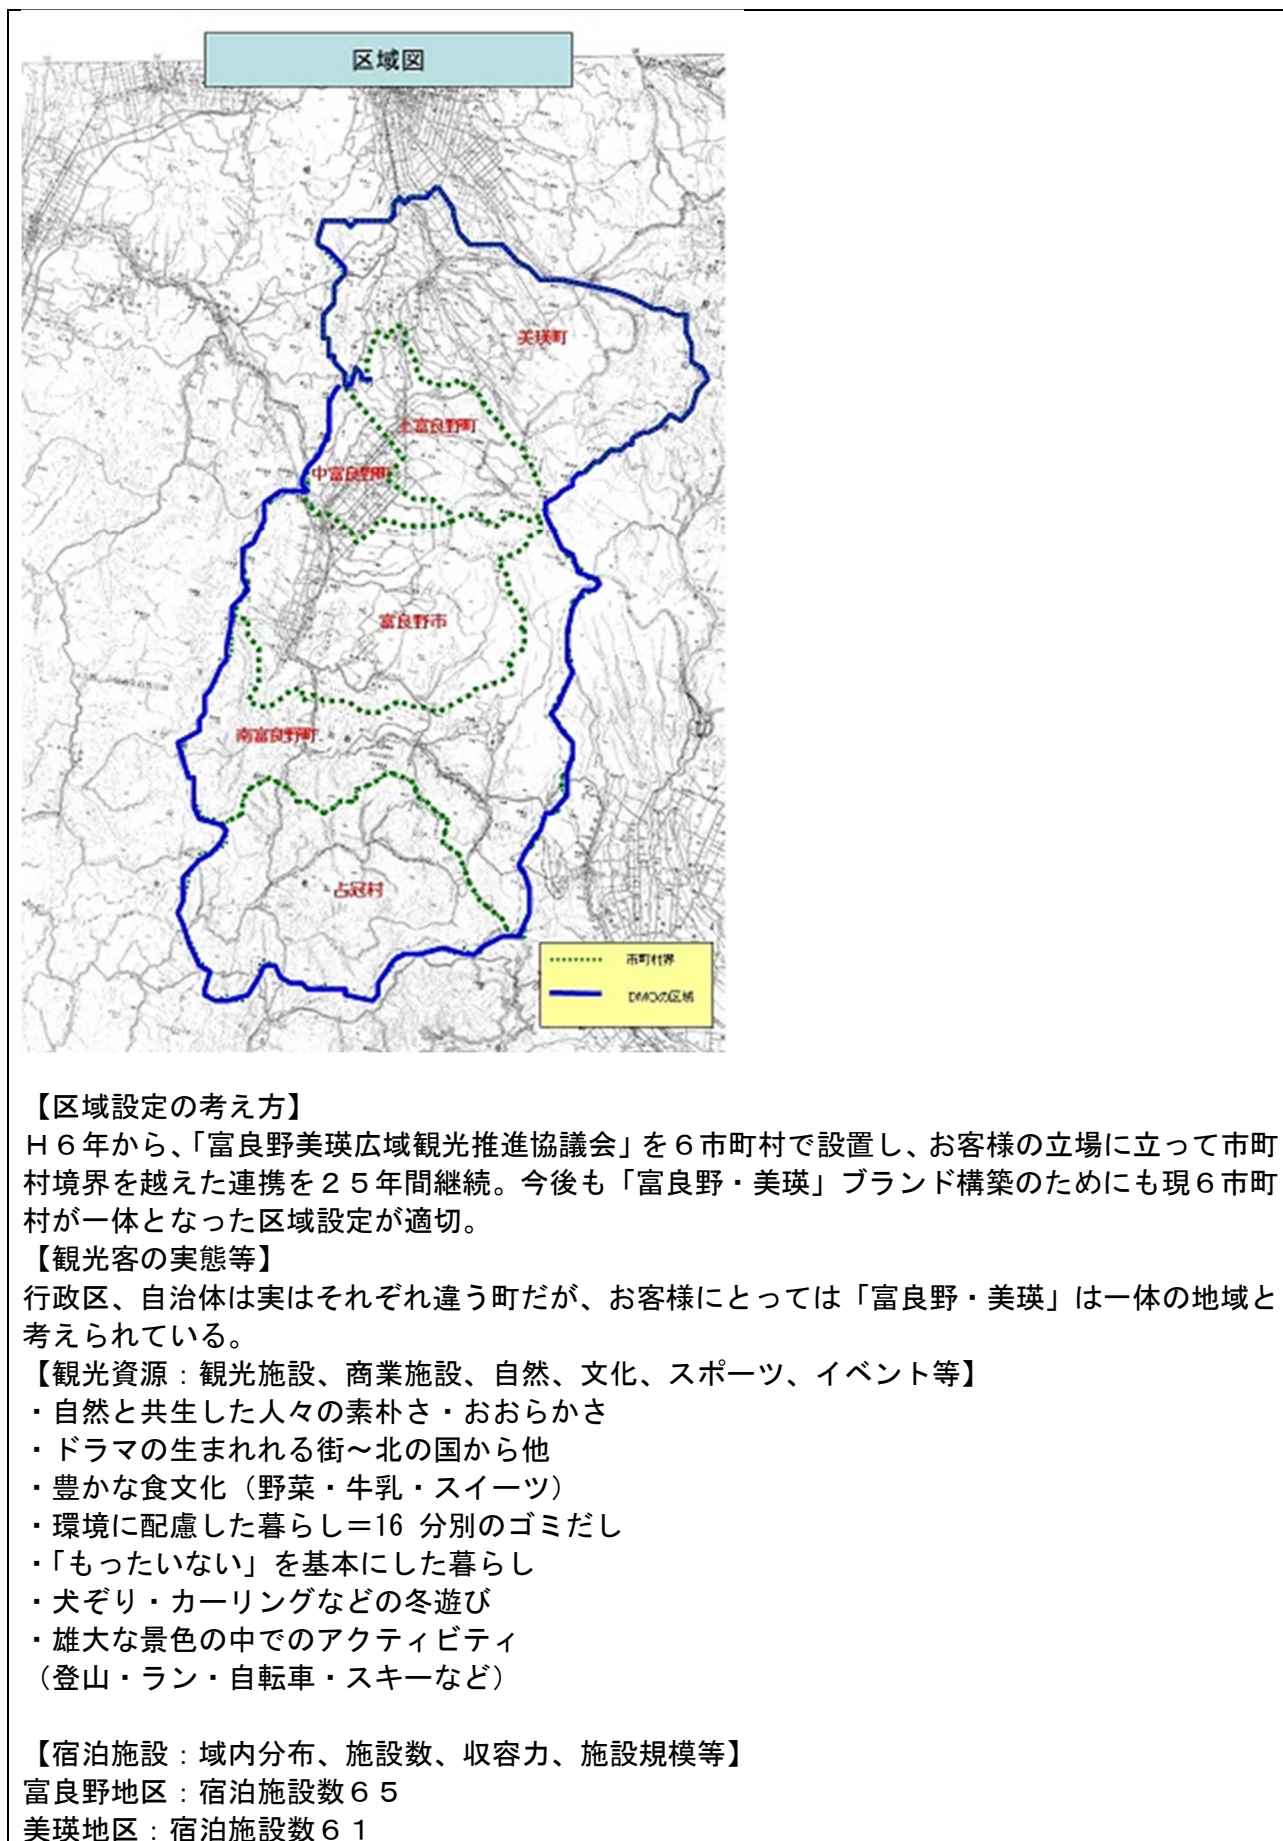 区域図
美瑛町
上富良野町
中富良野町
富良野市
南富良野町
占冠村
市町村界
DMOの区域
【区域設定の考え方】
Ｈ６年から、「富良野美瑛広域観光推進協議会」を６市町村で設置し、お客様の立場に立って市町
村境界を越えた連携を２５年間継続。今後も「富良野・美瑛」ブランド構築のためにも現６市町
村が一体となった区域設定が適切。
【観光客の実態等】
行政区、自治体は実はそれぞれ違う町だが、お客様にとっては「富良野・美瑛」は一体の地域と
考えられている。
【観光資源：観光施設、商業施設、自然、文化、スポーツ、イベント等】
・自然と共生した人々の素朴さ・おおらかさ
・ドラマの生まれれる街～北の国から他
・豊かな食文化（野菜・牛乳・スイーツ）
・環境に配慮した暮らし＝16 分別のゴミだし
・「もったいない」を基本にした暮らし
・犬ぞり・カーリングなどの冬遊び
・雄大な景色の中でのアクティビティ
（登山・ラン・自転車・スキーなど）
【宿泊施設：域内分布、施設数、収容力、施設規模等】
富良野地区：宿泊施設数６５
美瑛地区：宿泊施設数６１